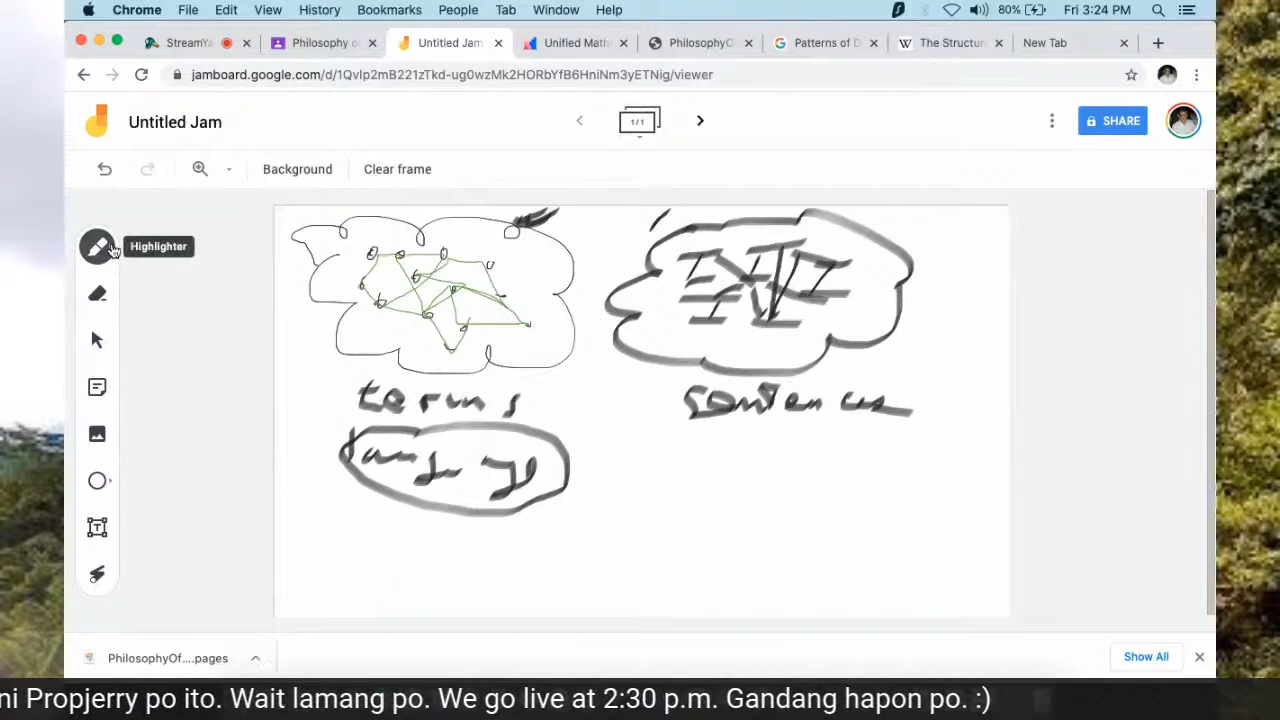 Chrome File Edit View History Bookmarks People Tab Window Help 80% Fri 3:24 PM
StreamYa Philosophy o Untitled Jam Unified Math PhilosophyO Patterns of D The Structur New Tab
jamboard.google.com/d/1QvIp2mB221zTkd-ug0wzMk2HORbYfB6HniNm3yETNig/viewer
Untitled Jam 1/1 SHARE
Background Clear frame
Highlighter
terms sentences
language
PhilosophyOf....pages Show All
ni Propjerry po ito. Wait lamang po. We go live at 2:30 p.m. Gandang hapon po. :)